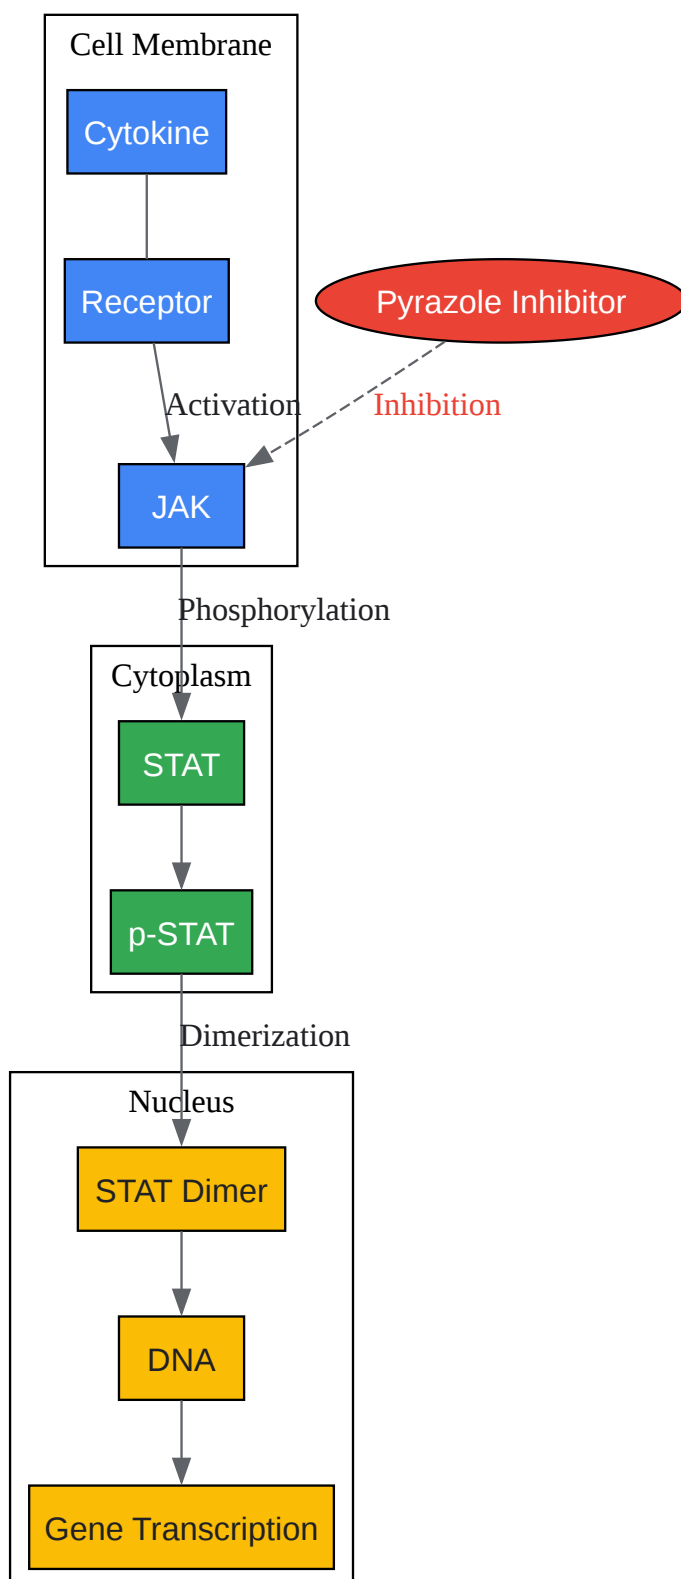 Cell Membrane
Cytokine
Receptor
Pyrazole Inhibitor
Activation
Inhibition
JAK
Phosphorylation
Cytoplasm
STAT
p-STAT
Dimerization
Nucleus
STAT Dimer
DNA
Gene Transcription